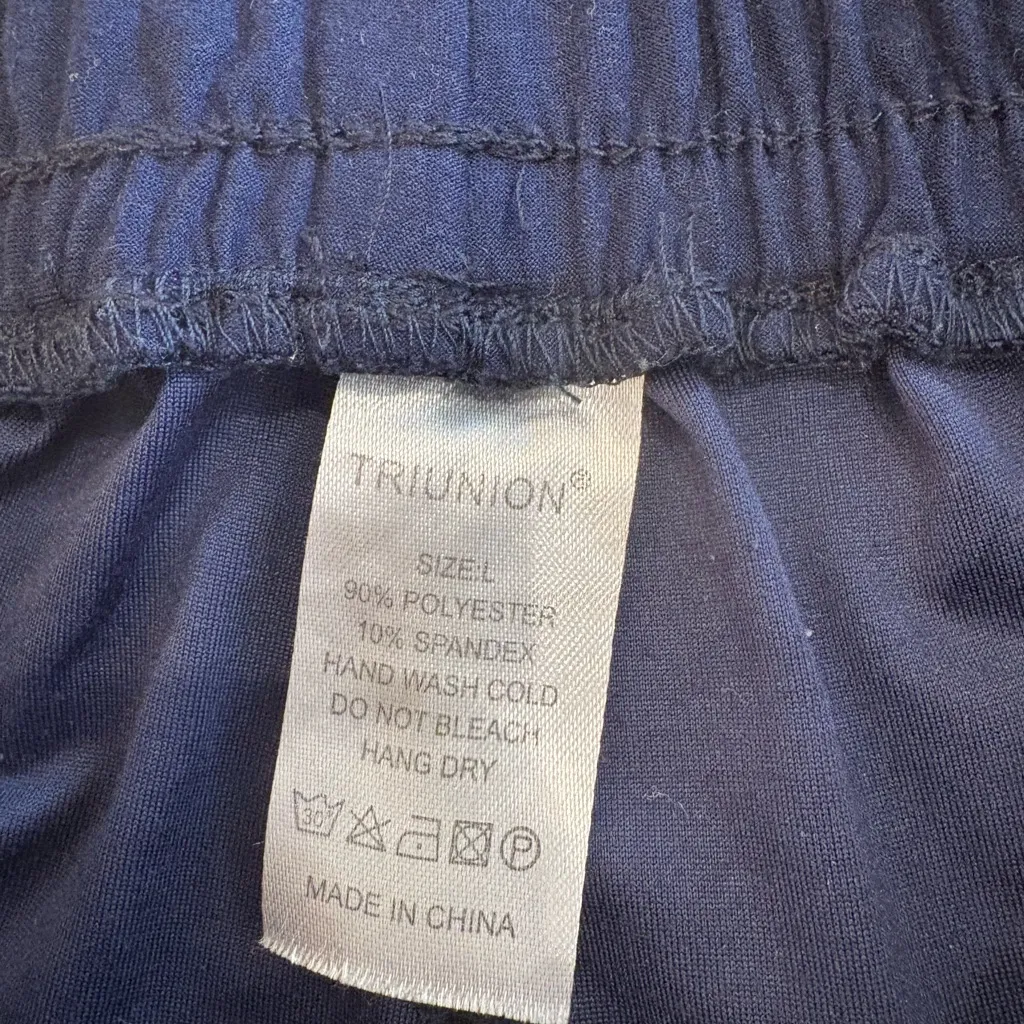 TRIUNION®
SIZE:L
90% POLYESTER
10% SPANDEX
HAND WASH COLD
DO NOT BLEACH
HANG DRY
30 P
MADE IN CHINA